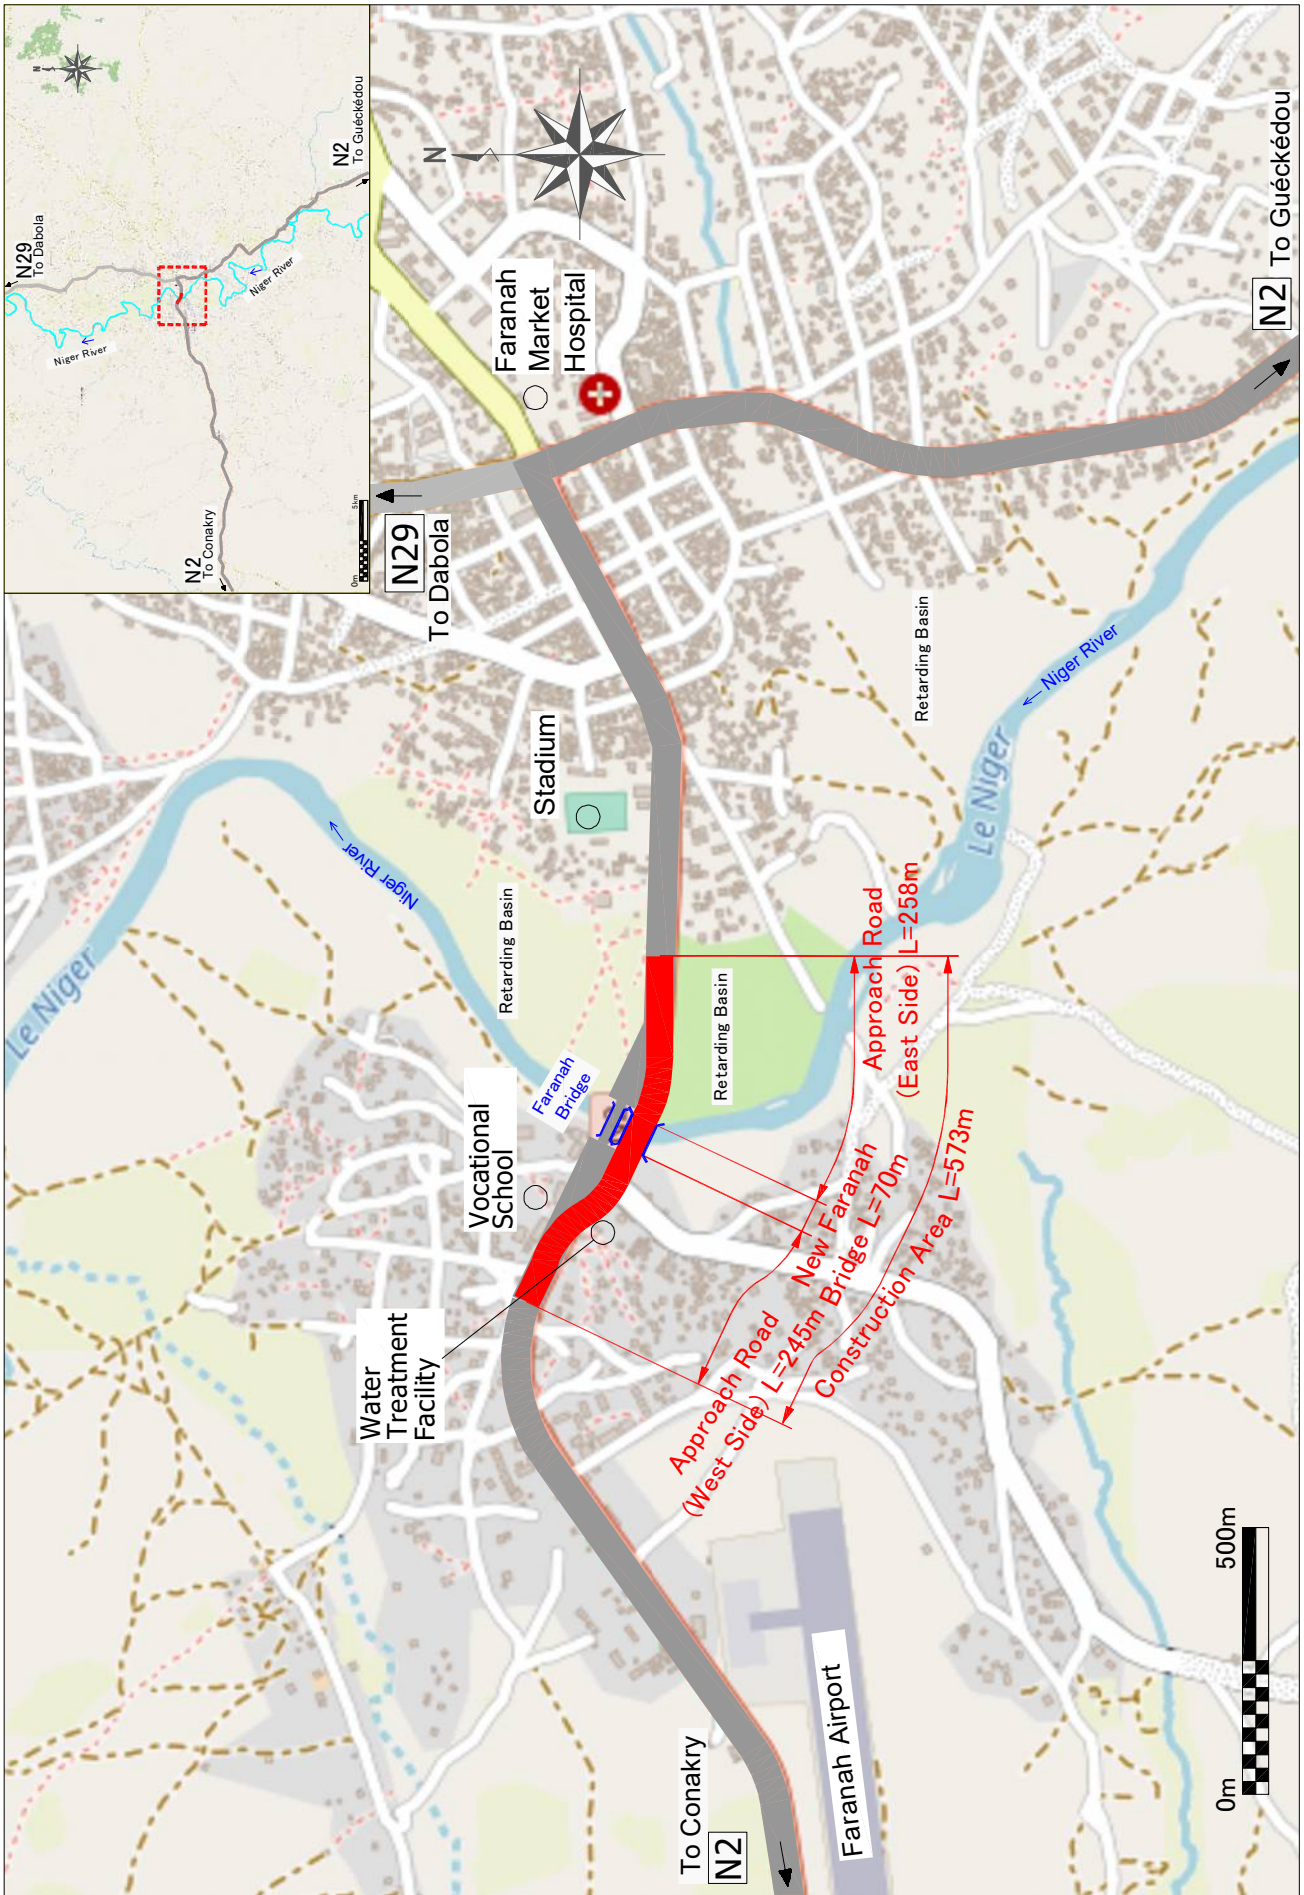 N
N29
To Dabola
N2
To Guéckédou
Niger River
Niger River
N2
To Conakry
0m
5km
N
N29
To Dabola
Faranah
Market
Hospital
N2
To Guéckédou
Stadium
Retarding Basin
Niger River
Le Niger
Niger River
Le Niger
Retarding Basin
Retarding Basin
Faranah
Bridge
Vocational
School
Water
Treatment
Facility
Approach Road
(East Side) L=258m
New Faranah
Bridge L=70m
Approach Road
(West Side) L=245m
Construction Area L=573m
To Conakry
N2
Faranah Airport
0m
500m